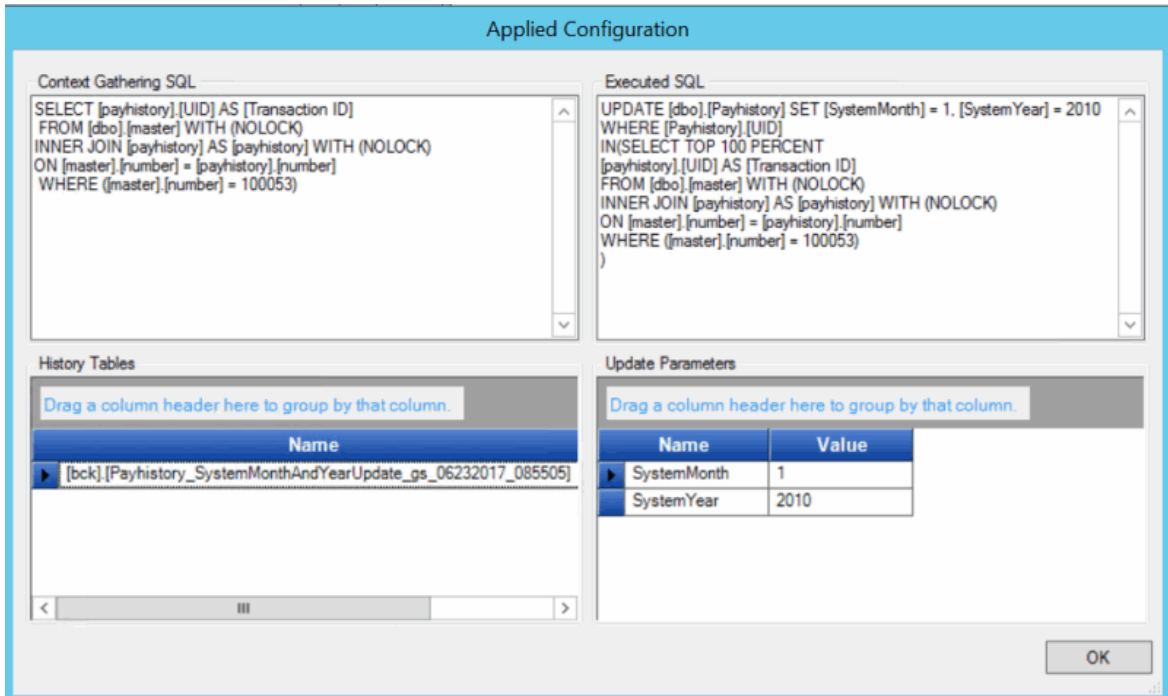 Applied Configuration
Context Gathering SQL
SELECT [payhistory].[UID] AS [Transaction ID]
FROM [dbo].[master] WITH (NOLOCK)
INNER JOIN [payhistory] AS [payhistory] WITH (NOLOCK)
ON [master].[number] = [payhistory].[number]
WHERE ([master].[number] = 100053)
Executed SQL
UPDATE [dbo].[Payhistory] SET [SystemMonth] = 1, [SystemYear] = 2010
WHERE [Payhistory].[UID]
IN(SELECT TOP 100 PERCENT
[payhistory].[UID] AS [Transaction ID]
FROM [dbo].[master] WITH (NOLOCK)
INNER JOIN [payhistory] AS [payhistory] WITH (NOLOCK)
ON [master].[number] = [payhistory].[number]
WHERE ([master].[number] = 100053)
)
History Tables
Drag a column header here to group by that column.
Name
[bck].[Payhistory_SystemMonthAndYearUpdate_gs_06232017_085505]
Update Parameters
Drag a column header here to group by that column.
Name Value
SystemMonth 1
SystemYear 2010
OK